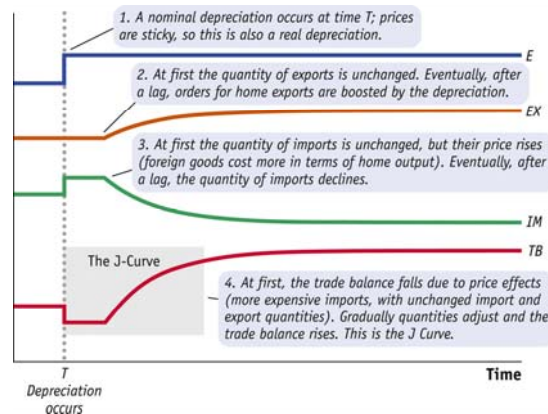 1. A nominal depreciation occurs at time T; prices
are sticky, so this is also a real depreciation.
E
2. At first the quantity of exports is unchanged. Eventually, after
a lag, orders for home exports are boosted by the depreciation.
EX
3. At first the quantity of imports is unchanged, but their price rises
(foreign goods cost more in terms of home output). Eventually, after
a lag, the quantity of imports declines.
IM
TB
The J-Curve
4. At first, the trade balance falls due to price effects
(more expensive imports, with unchanged import and
export quantities). Gradually quantities adjust and the
trade balance rises. This is the J Curve.
T
Time
Depreciation
occurs